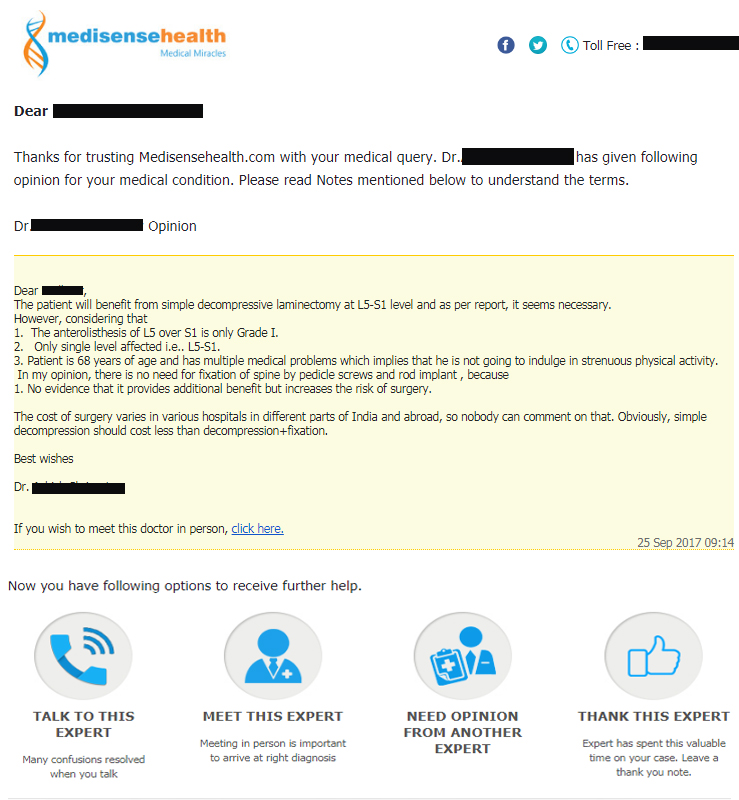 medisensehealth
Medical Miracles
Toll Free :
Dear
Thanks for trusting Medisensehealth.com with your medical query. Dr. has given following
opinion for your medical condition. Please read Notes mentioned below to understand the terms.
Dr. Opinion
Dear ,
The patient will benefit from simple decompressive laminectomy at L5-S1 level and as per report, it seems necessary.
However, considering that
1. The anterolisthesis of L5 over S1 is only Grade I.
2. Only single level affected i.e.. L5-S1.
3. Patient is 68 years of age and has multiple medical problems which implies that he is not going to indulge in strenuous physical activity.
In my opinion, there is no need for fixation of spine by pedicle screws and rod implant , because
1. No evidence that it provides additional benefit but increases the risk of surgery.
The cost of surgery varies in various hospitals in different parts of India and abroad, so nobody can comment on that. Obviously, simple
decompression should cost less than decompression+fixation.
Best wishes
Dr.
If you wish to meet this doctor in person, click here.
25 Sep 2017 09:14
Now you have following options to receive further help.
TALK TO THIS
EXPERT
Many confusions resolved
when you talk
MEET THIS EXPERT
Meeting in person is important
to arrive at right diagnosis
NEED OPINION
FROM ANOTHER
EXPERT
THANK THIS EXPERT
Expert has spent this valuable
time on your case. Leave a
thank you note.